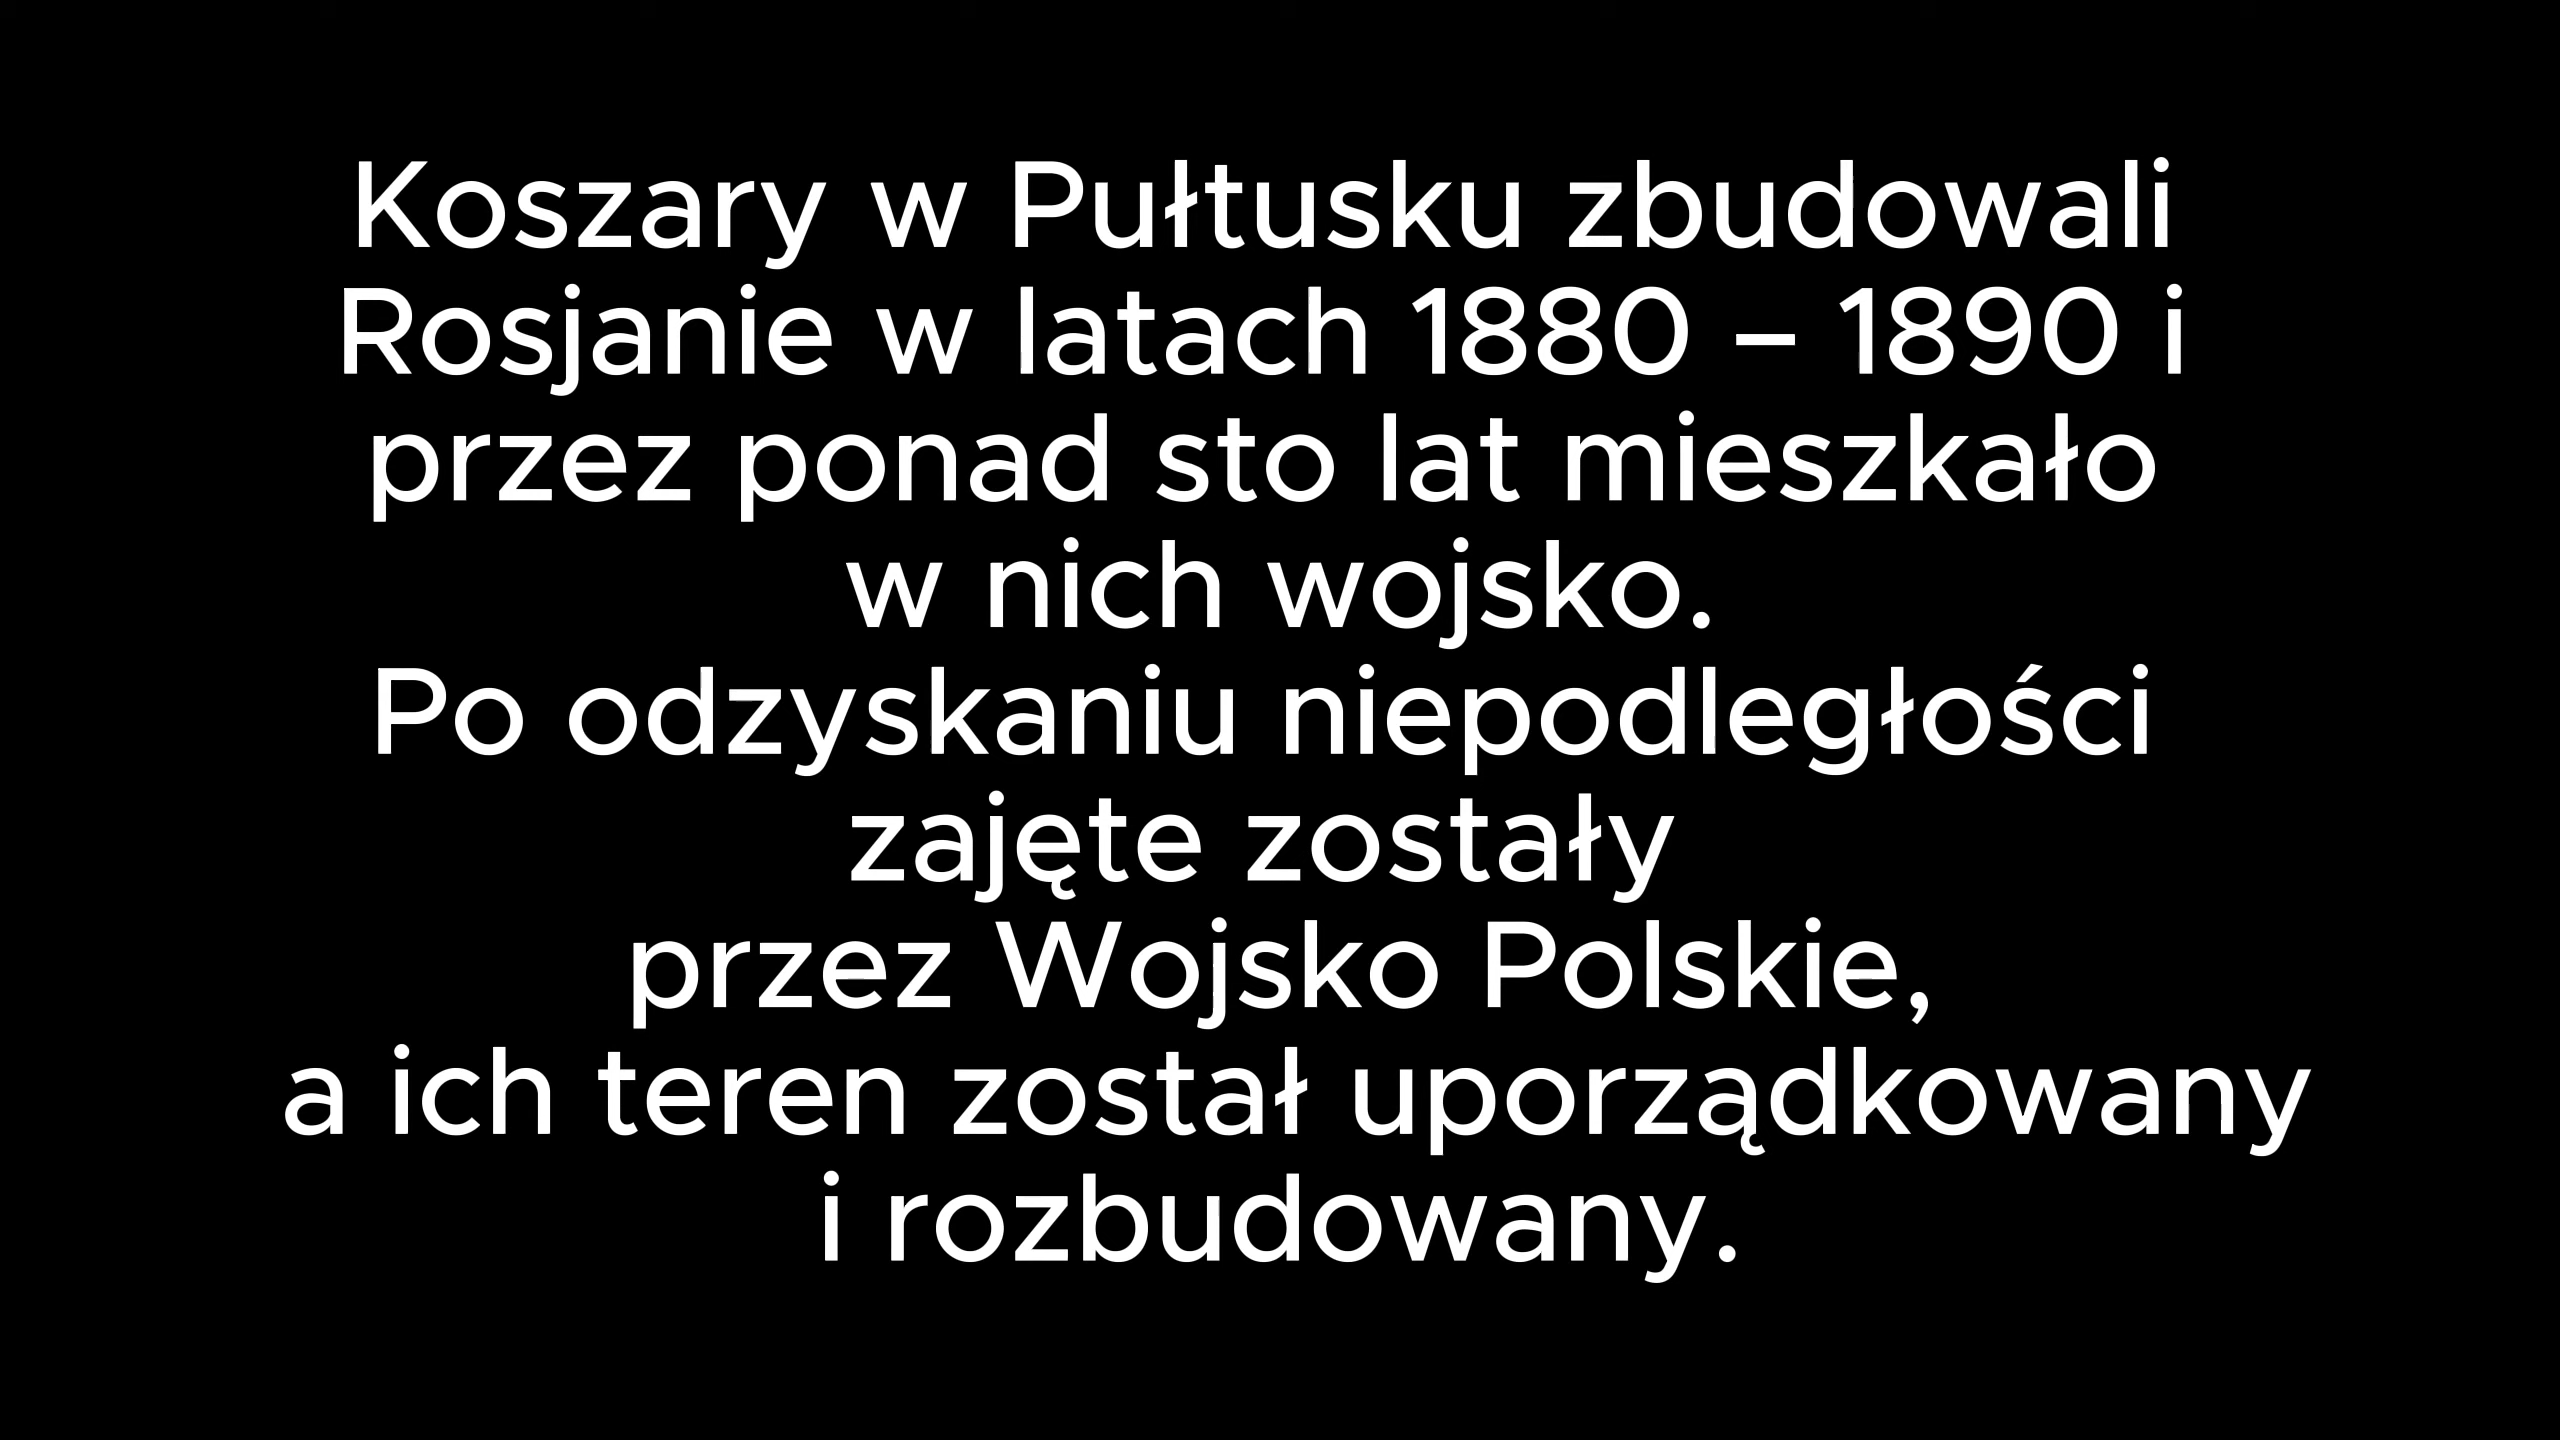 Koszary w Pułtusku zbudowali
Rosjanie w latach 1880 – 1890 i
przez ponad sto lat mieszkało
w nich wojsko.
Po odzyskaniu niepodległości
zajęte zostały
przez Wojsko Polskie,
a ich teren został uporządkowany
i rozbudowany.